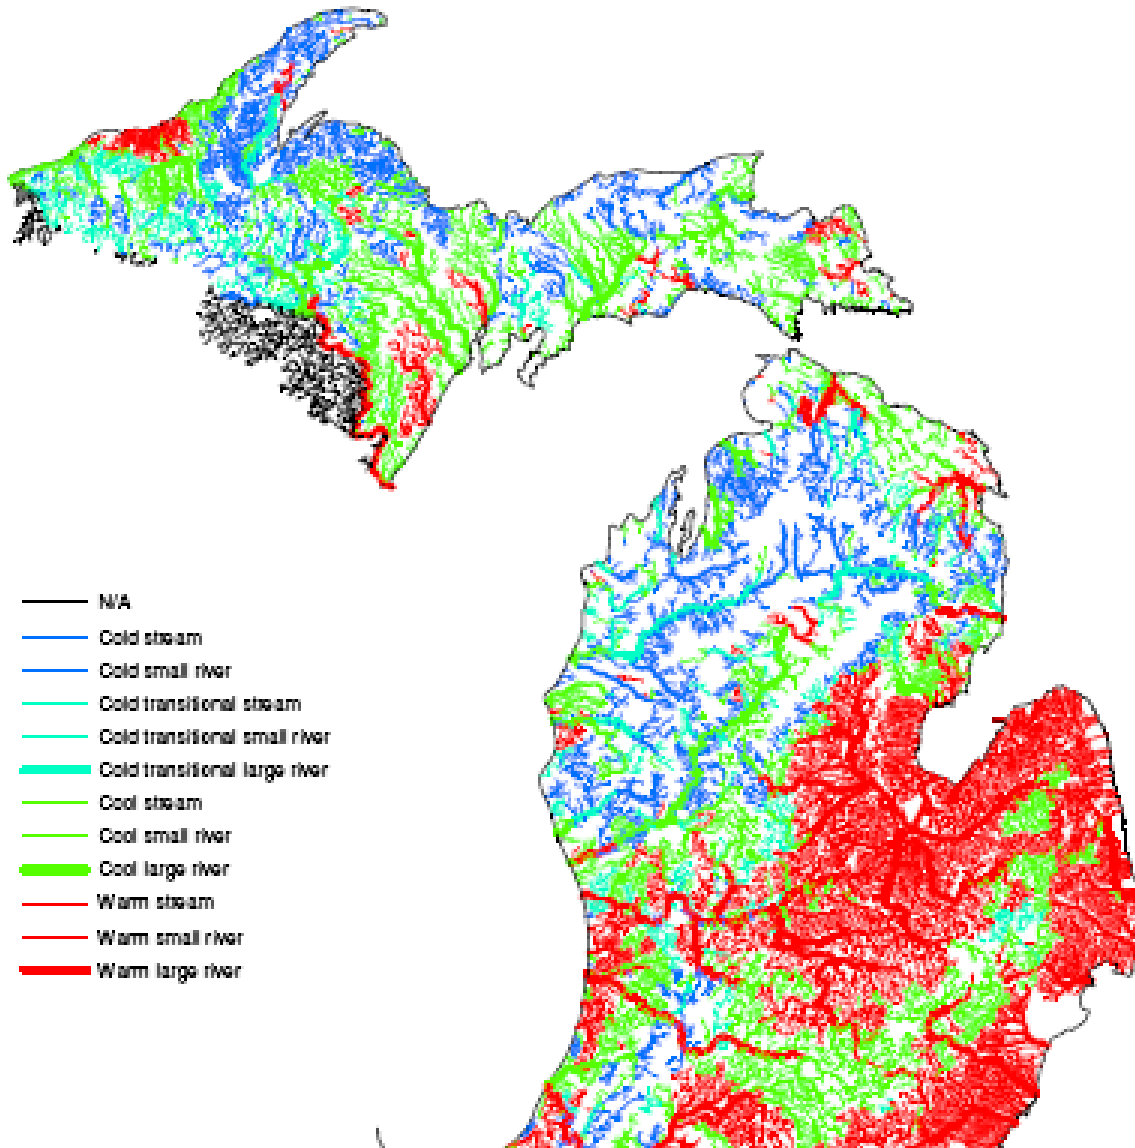 N/A
Cold stream
Cold small river
Cold transitional stream
Cold transitional small river
Cold transitional large river
Cool stream
Cool small river
Cool large river
Warm stream
Warm small river
Warm large river